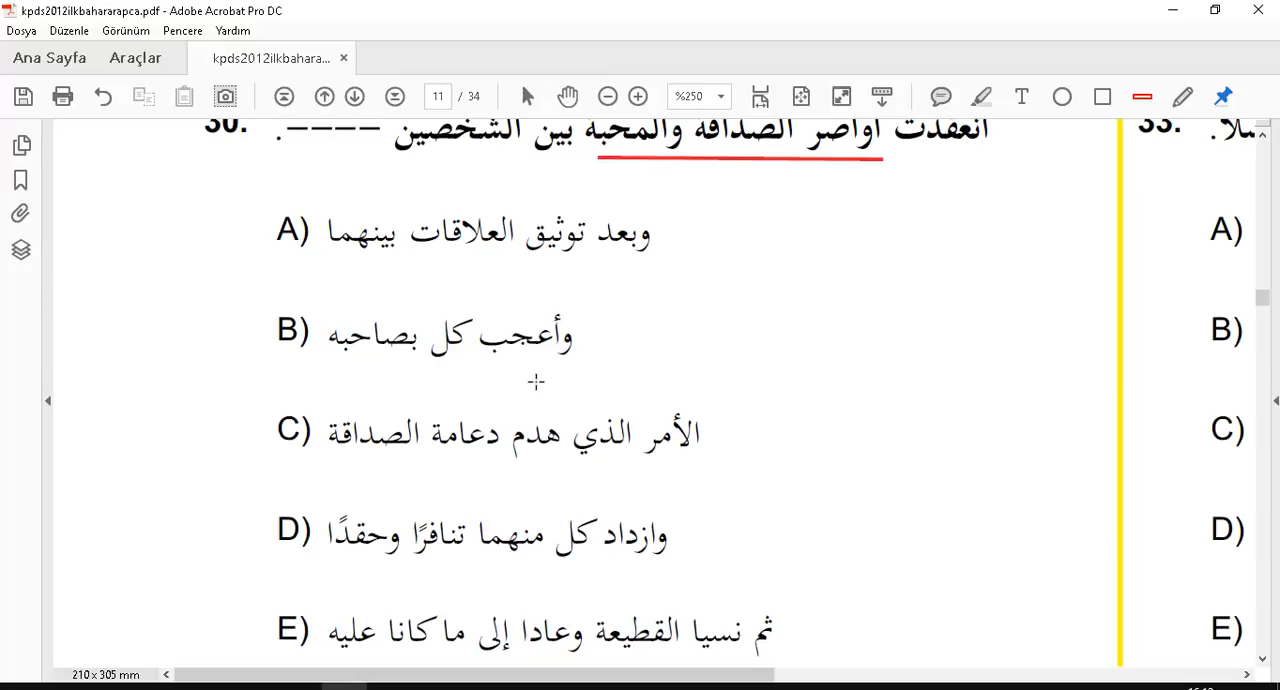 kpds2012ilkbahararapca.pdf - Adobe Acrobat Pro DC
Dosya Düzenle Görünüm Pencere Yardım
Ana Sayfa Araçlar kpds2012ilkbahara... ×
11 / 34 %250
30. انعقدت أواصر الصداقة والمحبة بين الشخصين ----.
A) وبعد توثيق العلاقات بينهما
B) وأعجب كل بصاحبه
C) الأمر الذي هدم دعامة الصداقة
D) وازداد كل منهما تنافرًا وحقدًا
E) ثم نسيا القطيعة وعادا إلى ما كانا عليه
33.
A)
B)
C)
D)
E)
210 x 305 mm